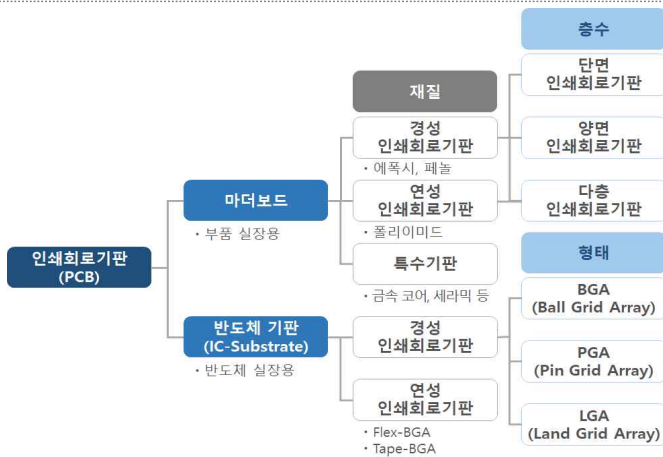 인쇄회로기판
(PCB)
마더보드
· 부품 실장용
반도체 기판
(IC-Substrate)
· 반도체 실장용
재질
경성
인쇄회로기판
· 에폭시, 페놀
연성
인쇄회로기판
· 폴리이미드
특수기판
· 금속 코어, 세라믹 등
경성
인쇄회로기판
연성
인쇄회로기판
· Flex-BGA
· Tape-BGA
층수
단면
인쇄회로기판
양면
인쇄회로기판
다층
인쇄회로기판
형태
BGA
(Ball Grid Array)
PGA
(Pin Grid Array)
LGA
(Land Grid Array)